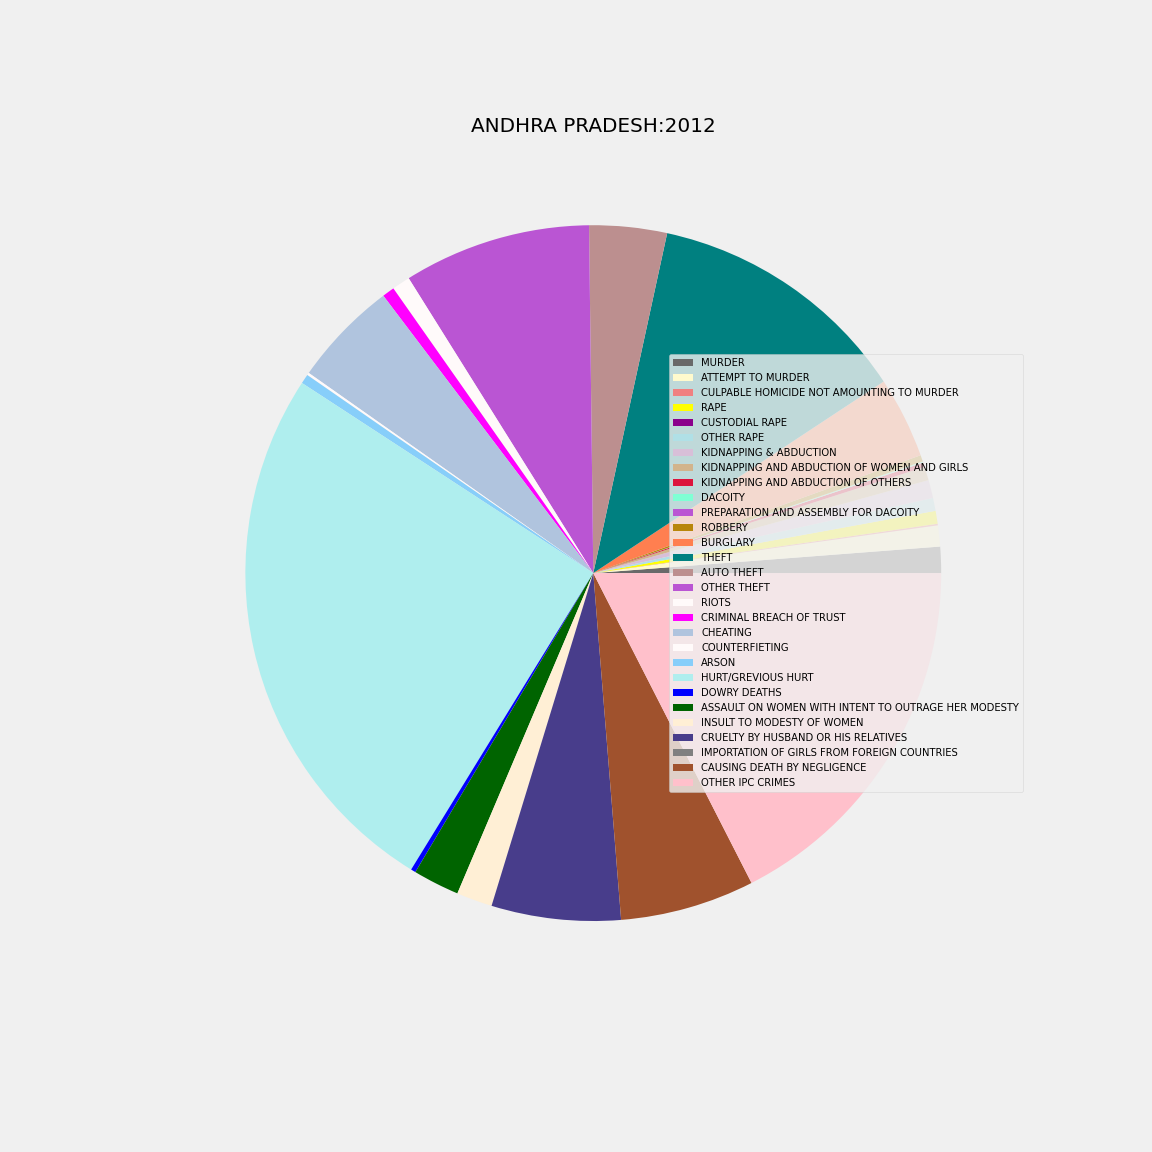 ANDHRA PRADESH:2012
MURDER
ATTEMPT TO MURDER
CULPABLE HOMICIDE NOT AMOUNTING TO MURDER
RAPE
CUSTODIAL RAPE
OTHER RAPE
KIDNAPPING & ABDUCTION
KIDNAPPING AND ABDUCTION OF WOMEN AND GIRLS
KIDNAPPING AND ABDUCTION OF OTHERS
DACOITY
PREPARATION AND ASSEMBLY FOR DACOITY
ROBBERY
BURGLARY
THEFT
AUTO THEFT
OTHER THEFT
RIOTS
CRIMINAL BREACH OF TRUST
CHEATING
COUNTERFIETING
ARSON
HURT/GREVIOUS HURT
DOWRY DEATHS
ASSAULT ON WOMEN WITH INTENT TO OUTRAGE HER MODESTY
INSULT TO MODESTY OF WOMEN
CRUELTY BY HUSBAND OR HIS RELATIVES
IMPORTATION OF GIRLS FROM FOREIGN COUNTRIES
CAUSING DEATH BY NEGLIGENCE
OTHER IPC CRIMES